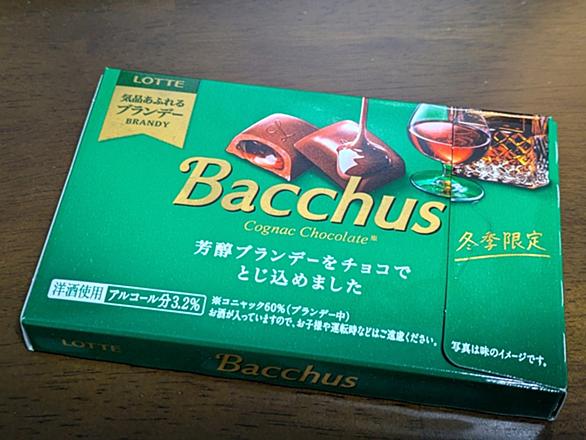 LOTTE
気品あふれる
ブランデー
BRANDY
Bacchus
Cognac Chocolate※
冬季限定
芳醇ブランデーをチョコで
とじ込めました
洋酒使用 アルコール分3.2%
※コニャック60%(ブランデー中)
お酒が入っていますので、お子様や運転時などはご遠慮ください。
写真は味のイメージです。
LOTTE
Bacchus